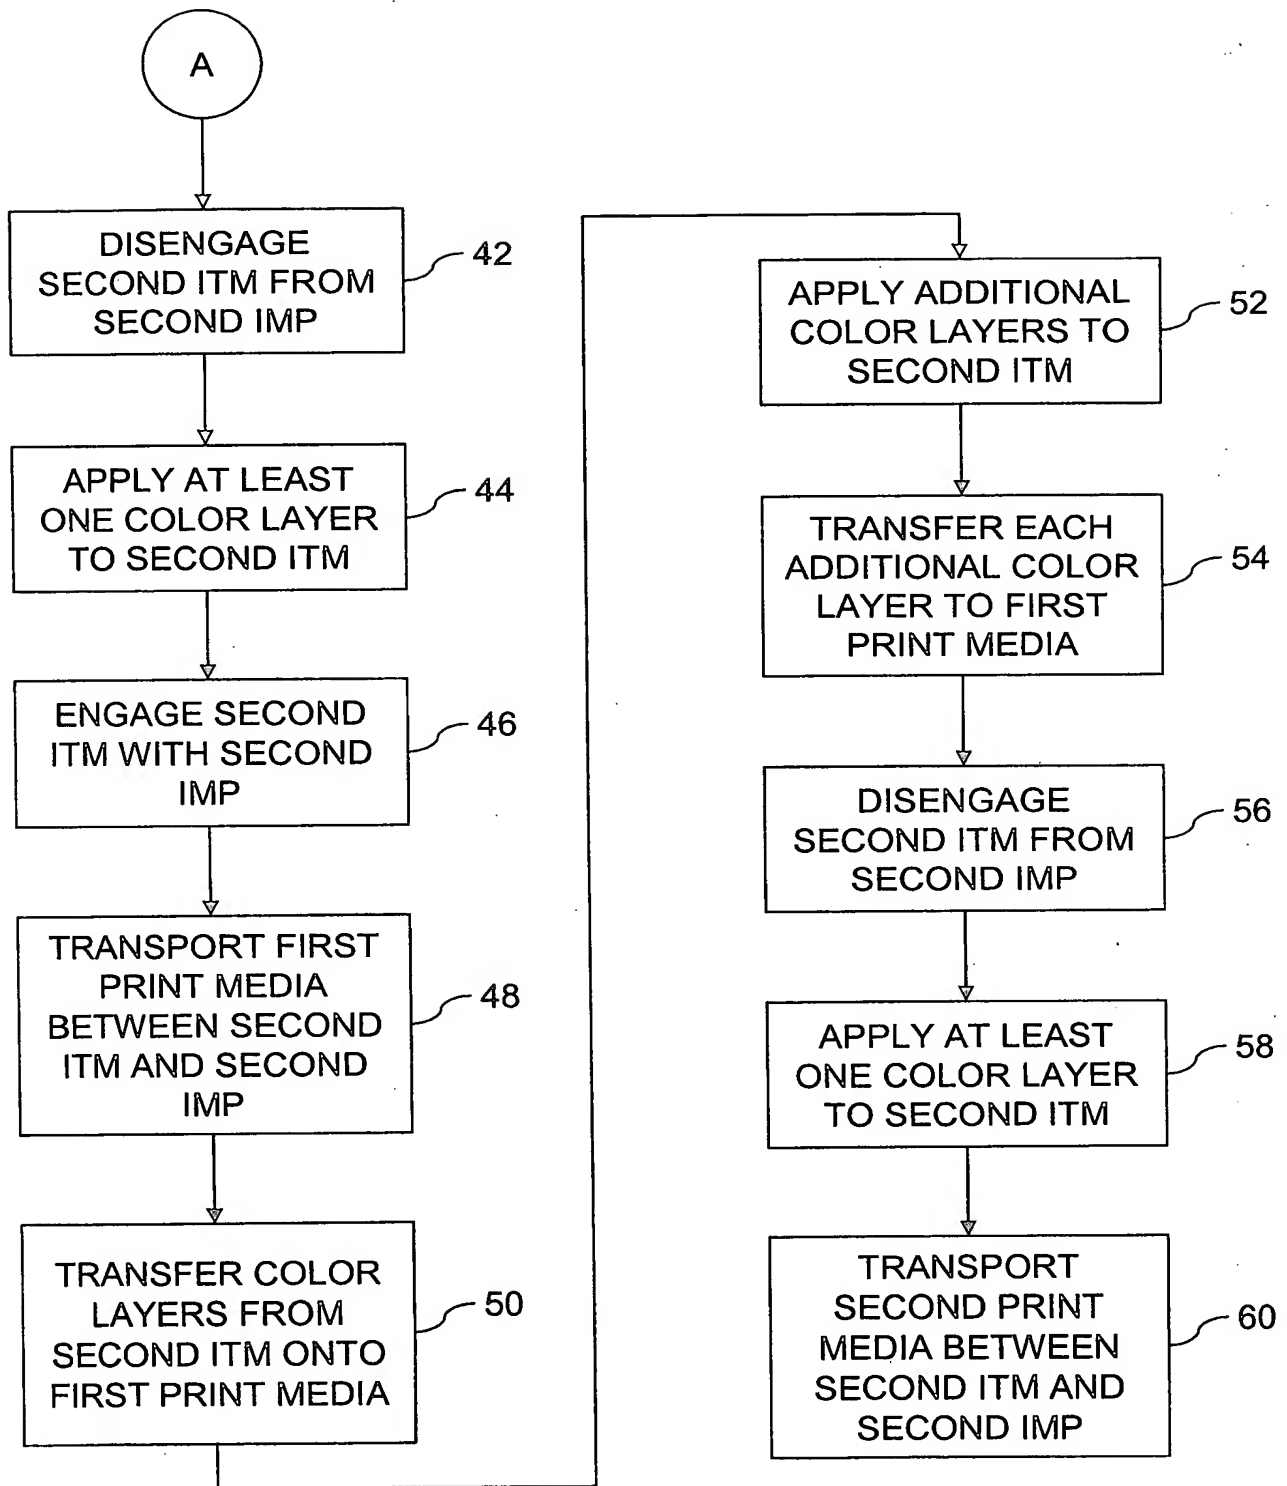 A
DISENGAGE
SECOND ITM FROM
SECOND IMP
42
APPLY AT LEAST
ONE COLOR LAYER
TO SECOND ITM
44
ENGAGE SECOND
ITM WITH SECOND
IMP
46
TRANSPORT FIRST
PRINT MEDIA
BETWEEN SECOND
ITM AND SECOND
IMP
48
TRANSFER COLOR
LAYERS FROM
SECOND ITM ONTO
FIRST PRINT MEDIA
50
APPLY ADDITIONAL
COLOR LAYERS TO
SECOND ITM
52
TRANSFER EACH
ADDITIONAL COLOR
LAYER TO FIRST
PRINT MEDIA
54
DISENGAGE
SECOND ITM FROM
SECOND IMP
56
APPLY AT LEAST
ONE COLOR LAYER
TO SECOND ITM
58
TRANSPORT
SECOND PRINT
MEDIA BETWEEN
SECOND ITM AND
SECOND IMP
60